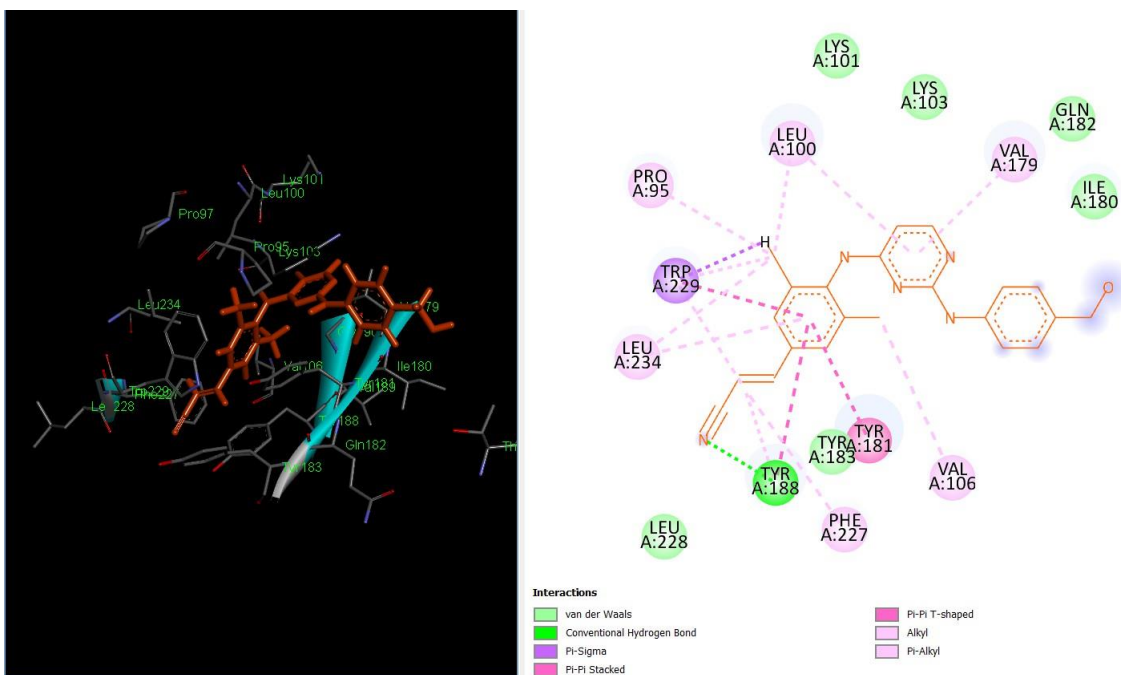 Lys101
Leu100
Pro97
Pro95
Lys103
Leu234
Ile180
Tyr181
Gln182
LYS
A:101
LYS
A:103
GLN
A:182
LEU
A:100
VAL
A:179
PRO
A:95
ILE
A:180
H
TRP
A:229
N
N
O
N
N
LEU
A:234
N
TYR
A:183
TYR
A:181
TYR
A:188
VAL
A:106
PHE
A:227
LEU
A:228
Interactions
van der Waals
Conventional Hydrogen Bond
Pi-Sigma
Pi-Pi Stacked
Pi-Pi T-shaped
Alkyl
Pi-Alkyl